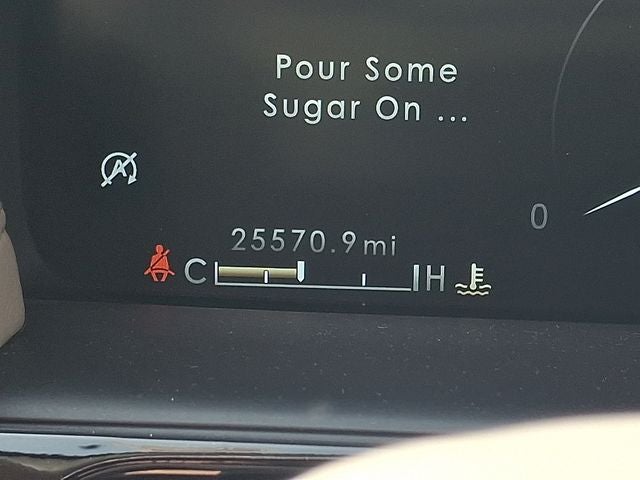 Pour Some
Sugar On ...
A
0
25570.9 mi
C H